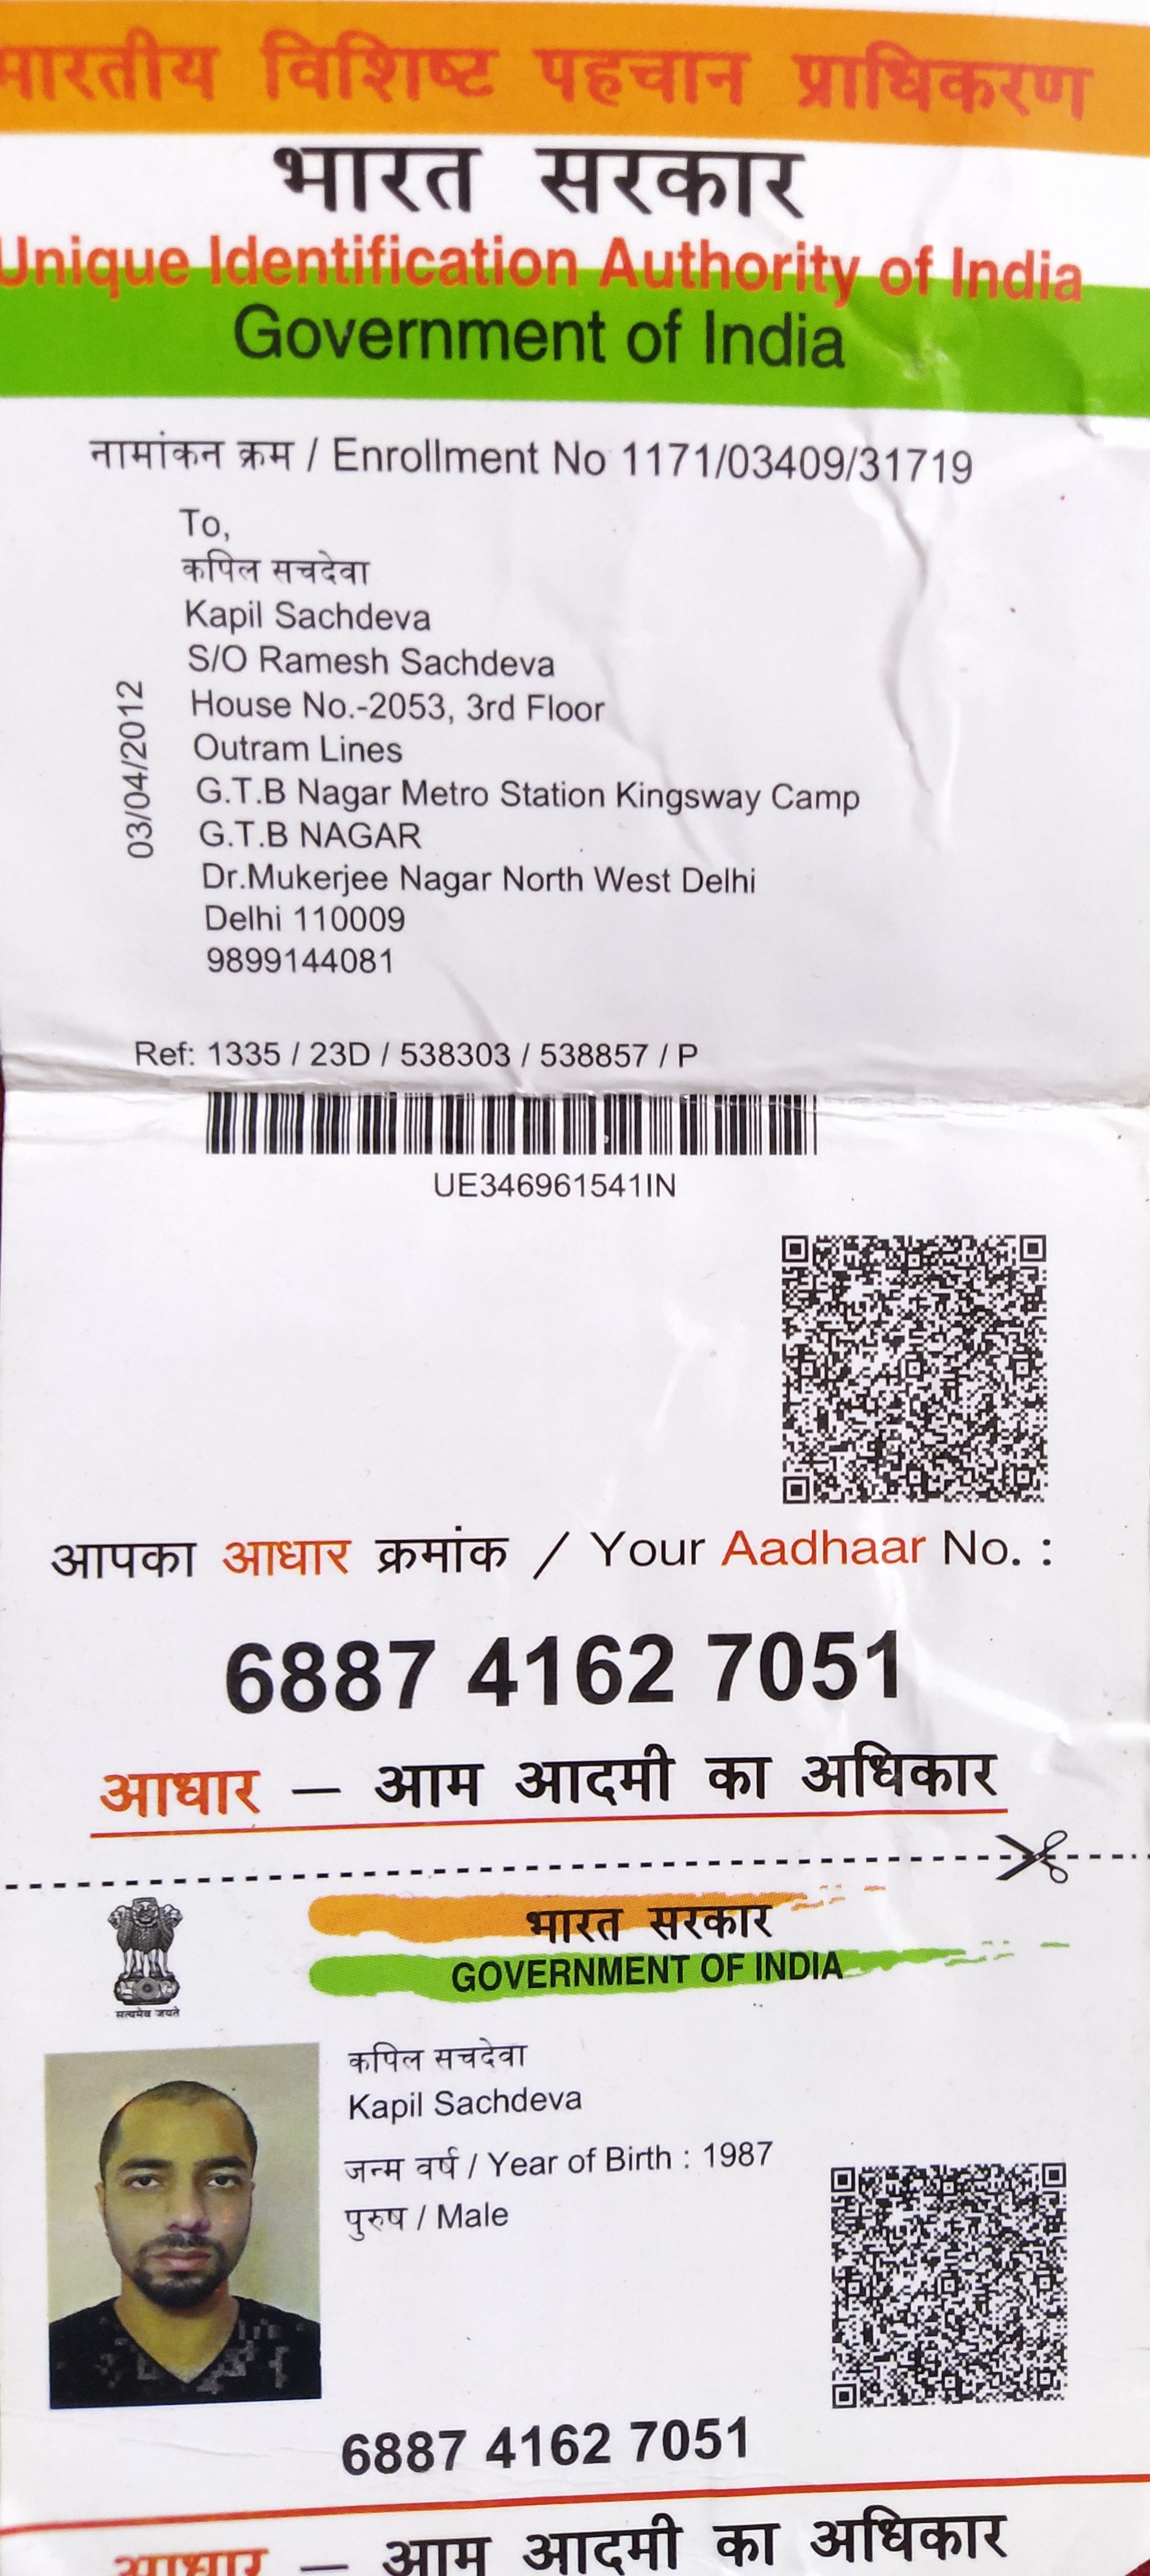 भारतीय विशिष्ट पहचान प्राधिकरण
भारत सरकार
Unique Identification Authority of India
Government of India
नामांकन क्रम / Enrollment No 1171/03409/31719
To,
कपिल सचदेवा
Kapil Sachdeva
S/O Ramesh Sachdeva
House No.-2053, 3rd Floor
Outram Lines
G.T.B Nagar Metro Station Kingsway Camp
G.T.B NAGAR
Dr.Mukerjee Nagar North West Delhi
Delhi 110009
9899144081
03/04/2012
Ref: 1335 / 23D / 538303 / 538857 / P
UE346961541IN
आपका आधार क्रमांक / Your Aadhaar No. :
6887 4162 7051
आधार – आम आदमी का अधिकार
भारत सरकार
GOVERNMENT OF INDIA
सत्यमेव जयते
कपिल सचदेवा
Kapil Sachdeva
जन्म वर्ष / Year of Birth : 1987
पुरुष / Male
6887 4162 7051
आधार – आम आदमी का अधिकार